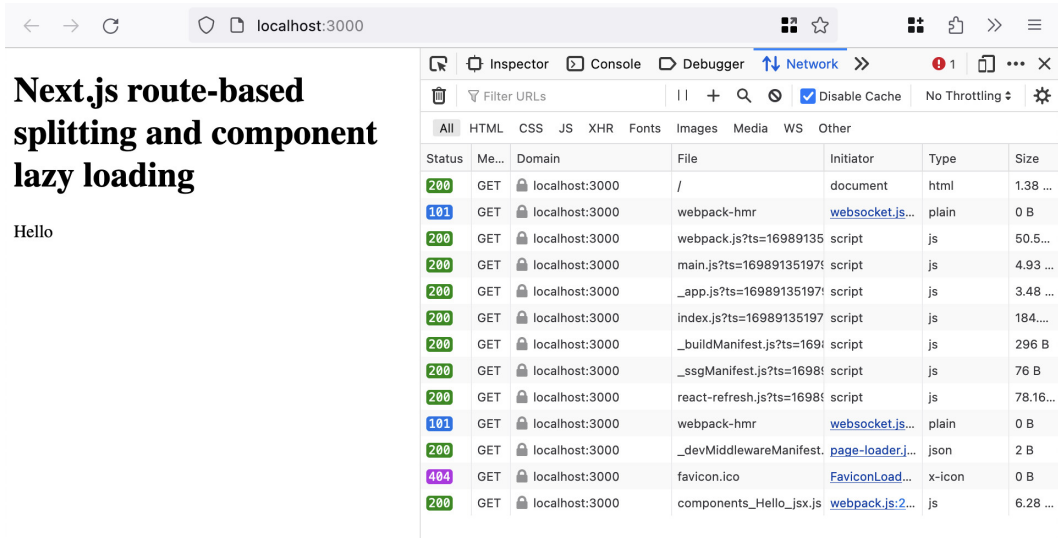 localhost:3000
Next.js route-based
splitting and component
lazy loading
Hello
Inspector Console Debugger Network 1
Filter URLs Disable Cache No Throttling
All HTML CSS JS XHR Fonts Images Media WS Other
Status Me... Domain File Initiator Type Size
200 GET localhost:3000 / document html 1.38 ...
101 GET localhost:3000 webpack-hmr websocket.js... plain 0 B
200 GET localhost:3000 webpack.js?ts=16989135 script js 50.5...
200 GET localhost:3000 main.js?ts=169891351979 script js 4.93 ...
200 GET localhost:3000 _app.js?ts=169891351979 script js 3.48 ...
200 GET localhost:3000 index.js?ts=16989135197 script js 184....
200 GET localhost:3000 _buildManifest.js?ts=1698 script js 296 B
200 GET localhost:3000 _ssgManifest.js?ts=16989 script js 76 B
200 GET localhost:3000 react-refresh.js?ts=16989 script js 78.16...
101 GET localhost:3000 webpack-hmr websocket.js... plain 0 B
200 GET localhost:3000 _devMiddlewareManifest. page-loader.j... json 2 B
404 GET localhost:3000 favicon.ico FaviconLoad... x-icon 0 B
200 GET localhost:3000 components_Hello_jsx.js webpack.js:2... js 6.28 ...